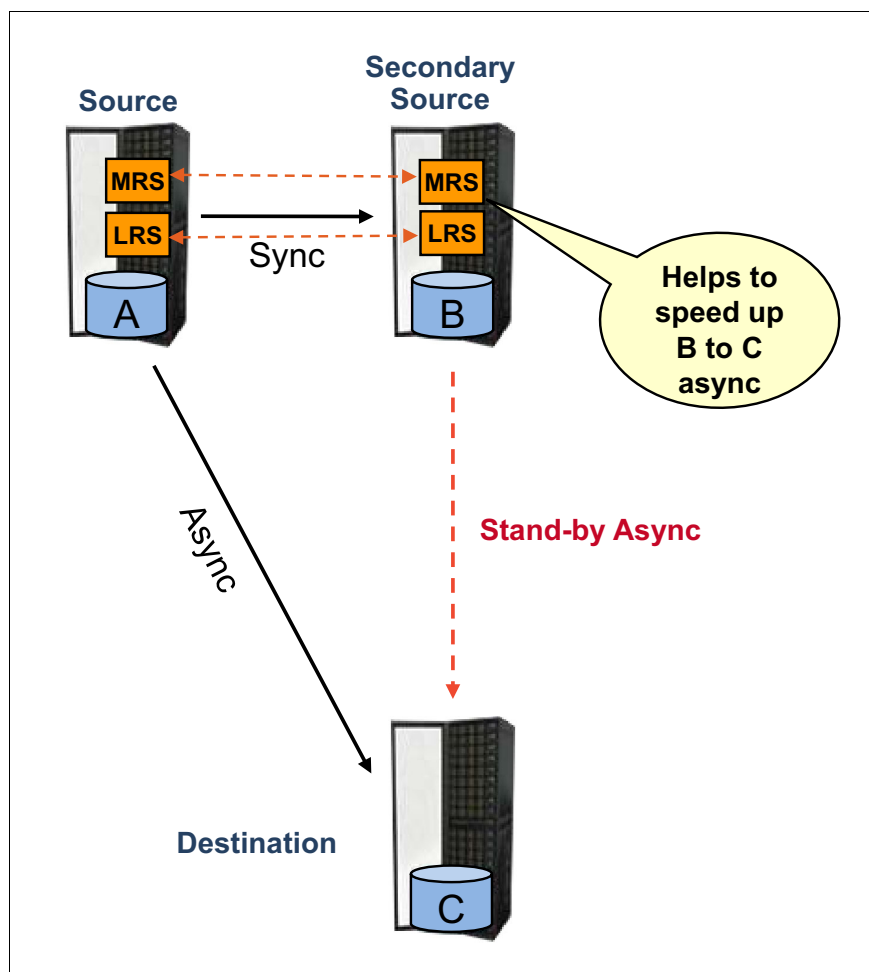 Source
Secondary
Source
MRS
MRS
LRS
LRS
Sync
A
B
Helps to
speed up
B to C
async
Async
Stand-by Async
Destination
C